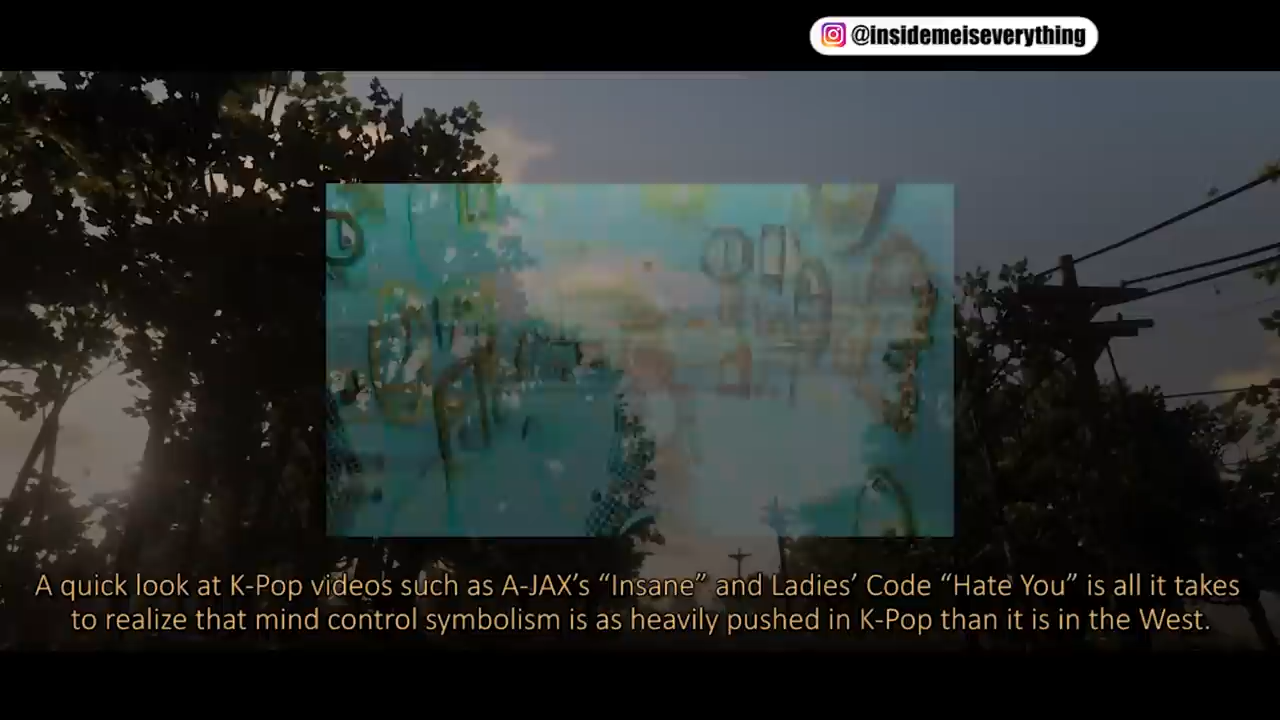 @insidemeiseverything
A quick look at K-Pop videos such as A-JAX’s “Insane” and Ladies’ Code “Hate You” is all it takes
to realize that mind control symbolism is as heavily pushed in K-Pop than it is in the West.